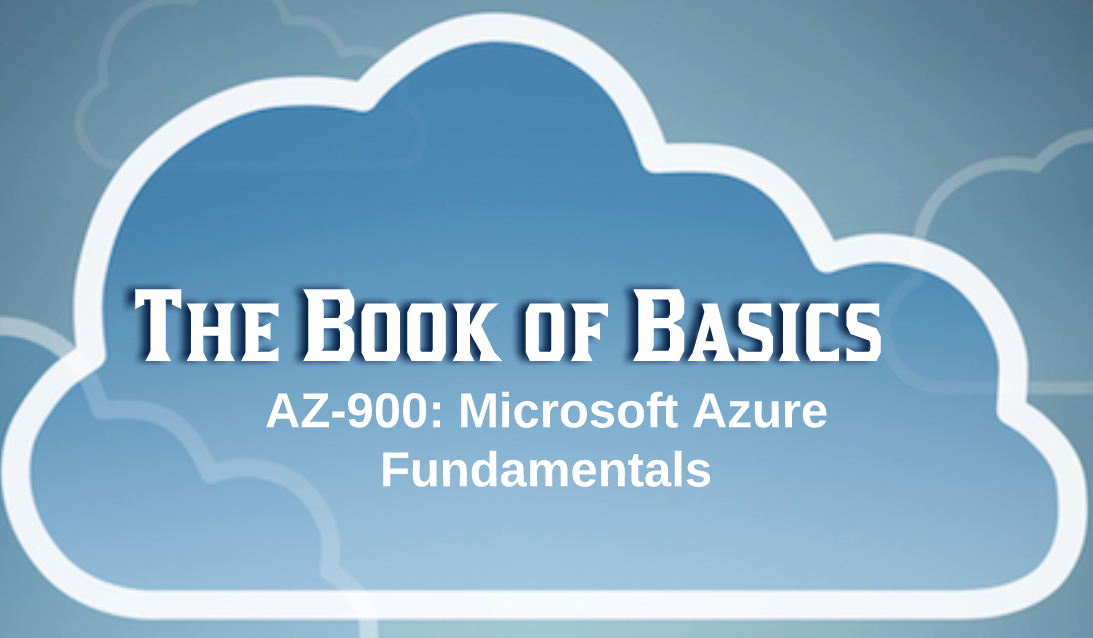 The Book of Basics
AZ-900: Microsoft Azure
Fundamentals